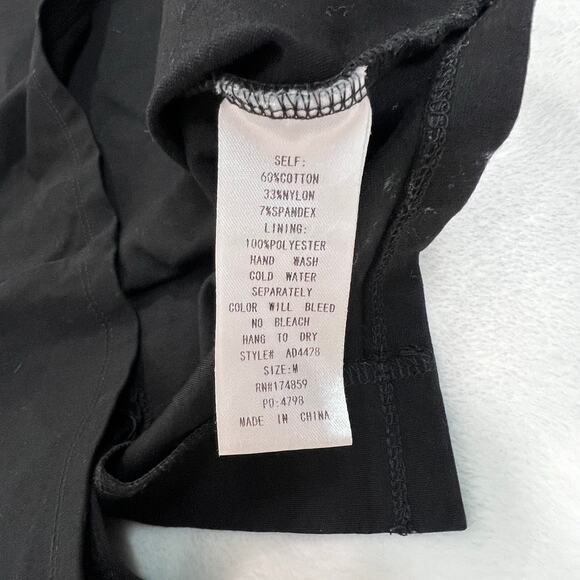 SELF:
60%COTTON
33%NYLON
7%SPANDEX
LINING:
100%POLYESTER
HAND WASH
COLD WATER
SEPARATELY
COLOR WILL BLEED
NO BLEACH
HANG TO DRY
STYLE# AD4428
SIZE:M
RN#174859
PO:4798
MADE IN CHINA